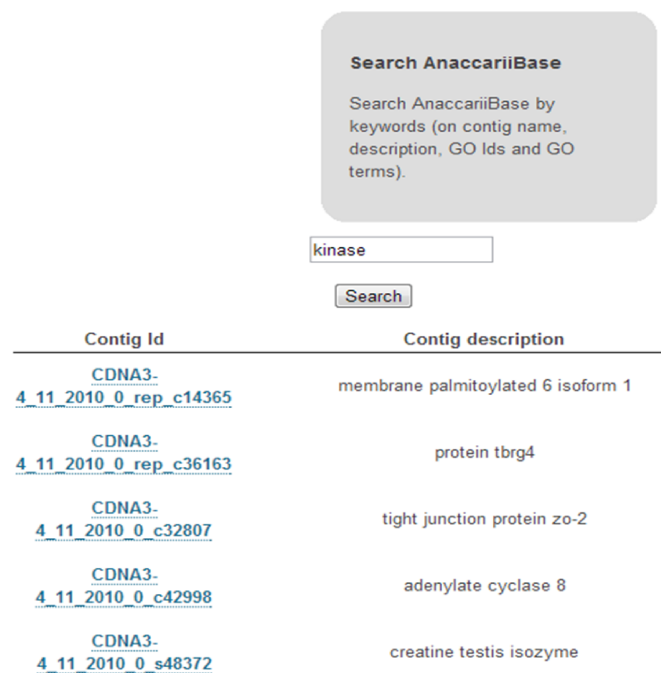 Search AnaccariiBase
Search AnaccariiBase by
keywords (on contig name,
description, GO Ids and GO
terms).
kinase
Search
Contig Id Contig description
CDNA3-
4_11_2010_0_rep_c14365 membrane palmitoylated 6 isoform 1
CDNA3-
4_11_2010_0_rep_c36163 protein tbrg4
CDNA3-
4_11_2010_0_c32807 tight junction protein zo-2
CDNA3-
4_11_2010_0_c42998 adenylate cyclase 8
CDNA3-
4_11_2010_0_s48372 creatine testis isozyme